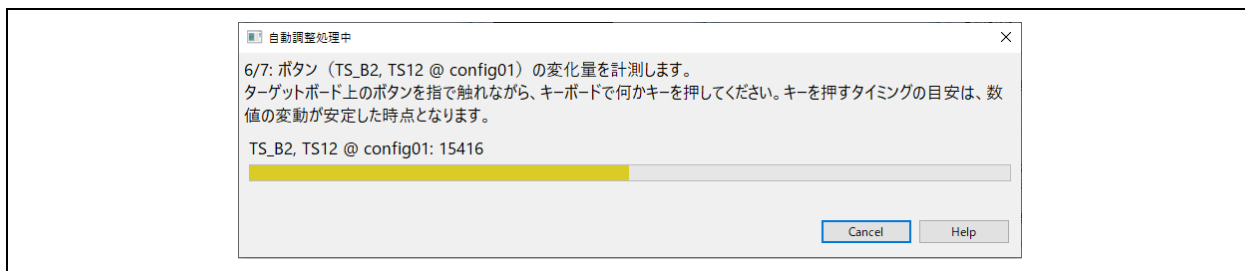 自動調整処理中
6/7: ボタン（TS_B2, TS12 @ config01）の変化量を計測します。
ターゲットボード上のボタンを指で触れながら、キーボードで何かキーを押してください。キーを押すタイミングの目安は、数
値の変動が安定した時点となります。
TS_B2, TS12 @ config01: 15416
Cancel
Help